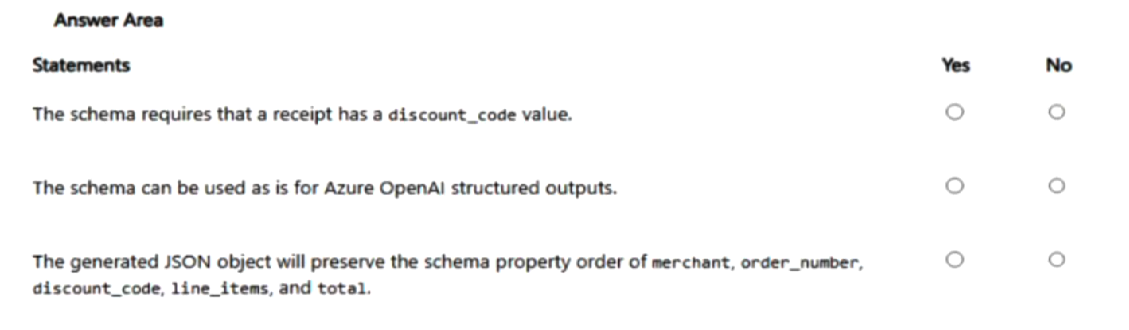 Answer Area
Statements Yes No
The schema requires that a receipt has a discount_code value.
The schema can be used as is for Azure OpenAI structured outputs.
The generated JSON object will preserve the schema property order of merchant, order_number,
discount_code, line_items, and total.